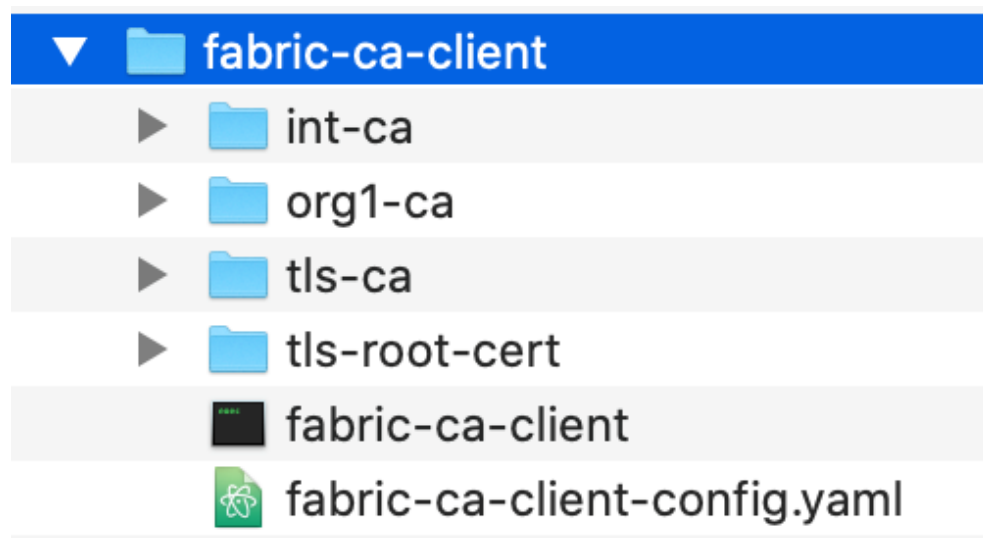 fabric-ca-client
int-ca
org1-ca
tls-ca
tls-root-cert
fabric-ca-client
fabric-ca-client-config.yaml